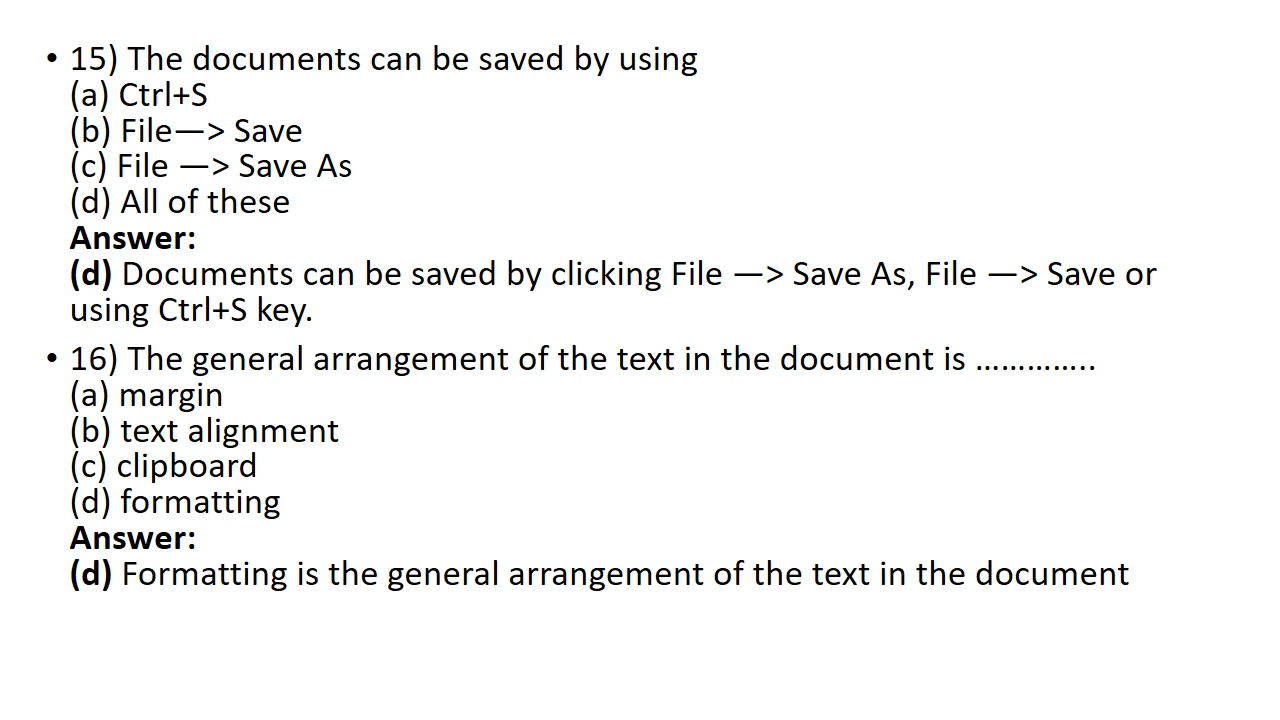 • 15) The documents can be saved by using
(a) Ctrl+S
(b) File—> Save
(c) File —> Save As
(d) All of these
Answer:
(d) Documents can be saved by clicking File —> Save As, File —> Save or
using Ctrl+S key.
• 16) The general arrangement of the text in the document is …………..
(a) margin
(b) text alignment
(c) clipboard
(d) formatting
Answer:
(d) Formatting is the general arrangement of the text in the document